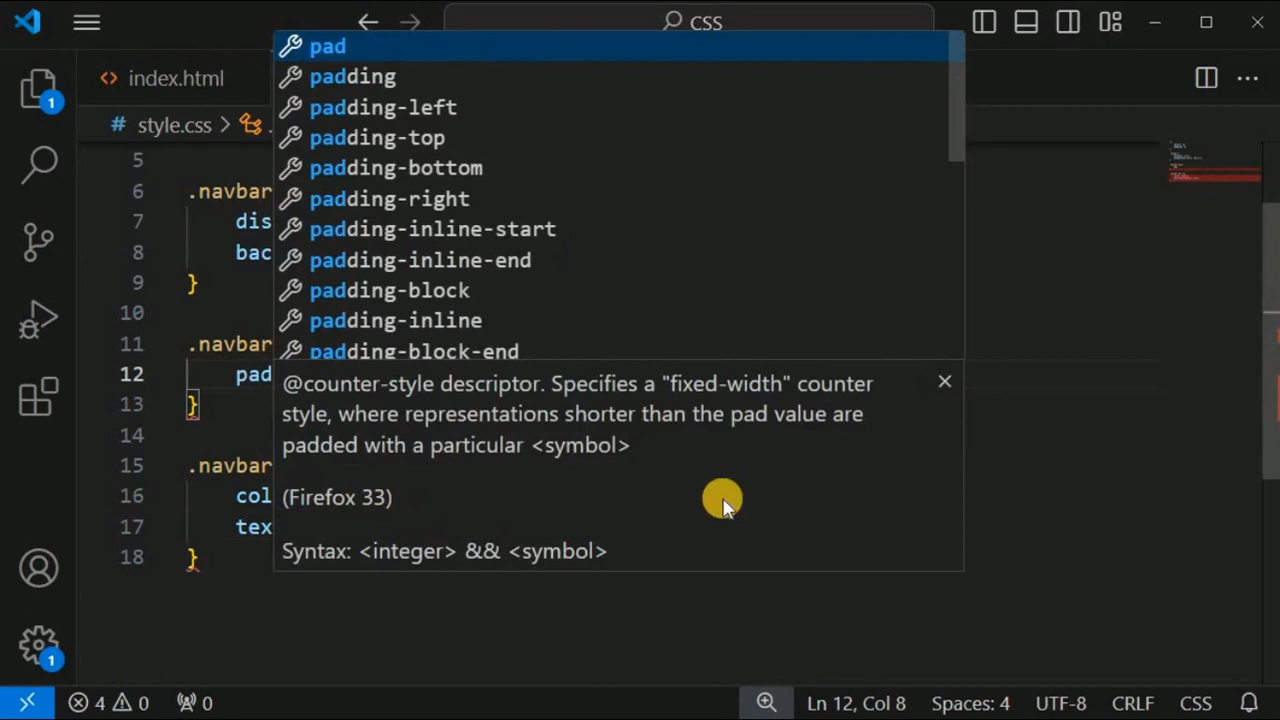 CSS
index.html
# style.css > .
5
6 .navbar
7 dis
8 bac
9 }
10
11 .navbar
12 pad
13 }
14
15 .navbar
16 col
17 tex
18 }
pad
padding
padding-left
padding-top
padding-bottom
padding-right
padding-inline-start
padding-inline-end
padding-block
padding-inline
padding-block-end
@counter-style descriptor. Specifies a "fixed-width" counter
style, where representations shorter than the pad value are
padded with a particular <symbol>
(Firefox 33)
Syntax: <integer> && <symbol>
1
1
4 0 0 Ln 12, Col 8 Spaces: 4 UTF-8 CRLF CSS